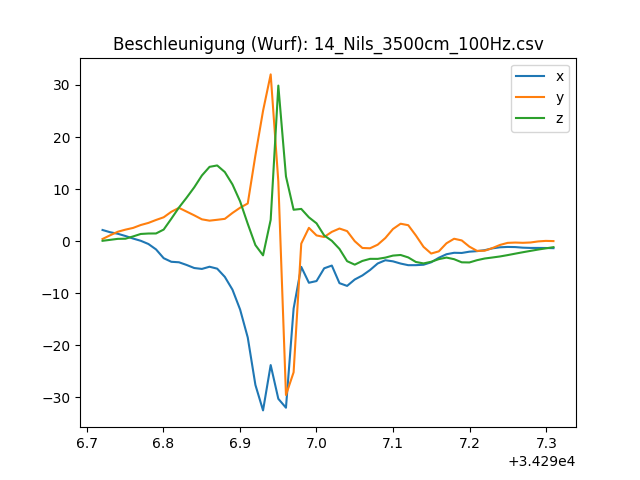 Beschleunigung (Wurf): 14_Nils_3500cm_100Hz.csv
x
y
z
30
20
10
0
−10
−20
−30
6.7 6.8 6.9 7.0 7.1 7.2 7.3
+3.429e4